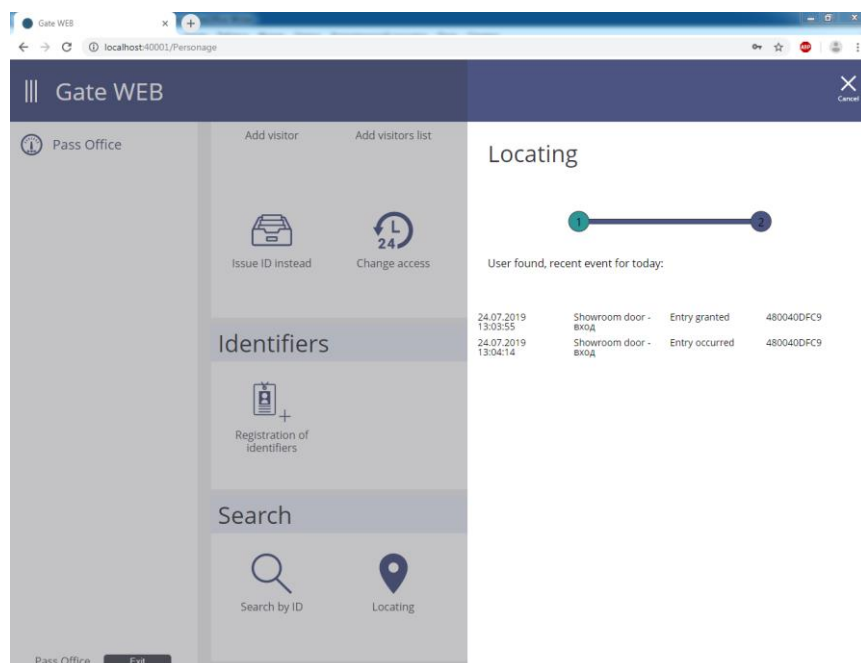 Gate WEB
localhost:40001/Personage
ABP
Gate WEB
Cancel
Pass Office
Add visitor
Add visitors list
L
24
Issue ID instead
Change access
Identifiers
Registration of
identifiers
Search
Search by ID
Locating
Pass Office
Exit
Locating
1
2
User found, recent event for today:
24.07.2019 Showroom door - Entry granted 480040DFC9
13:03:55 вход
24.07.2019 Showroom door - Entry occurred 480040DFC9
13:04:14 вход